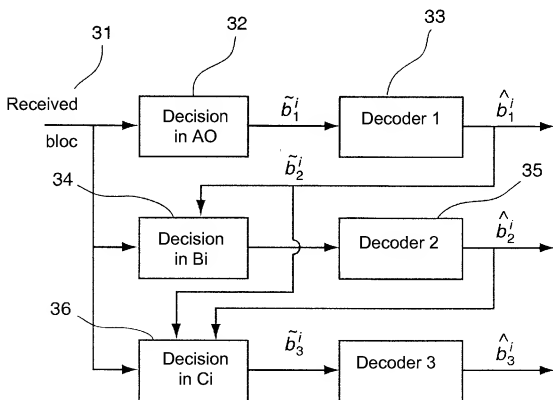 31
32
33
Received
bloc
Decision
in AO
b̃₁ⁱ
Decoder 1
b̂₁ⁱ
34
b̃₂ⁱ
35
Decision
in Bi
Decoder 2
b̂₂ⁱ
36
Decision
in Ci
b̃₃ⁱ
Decoder 3
b̂₃ⁱ